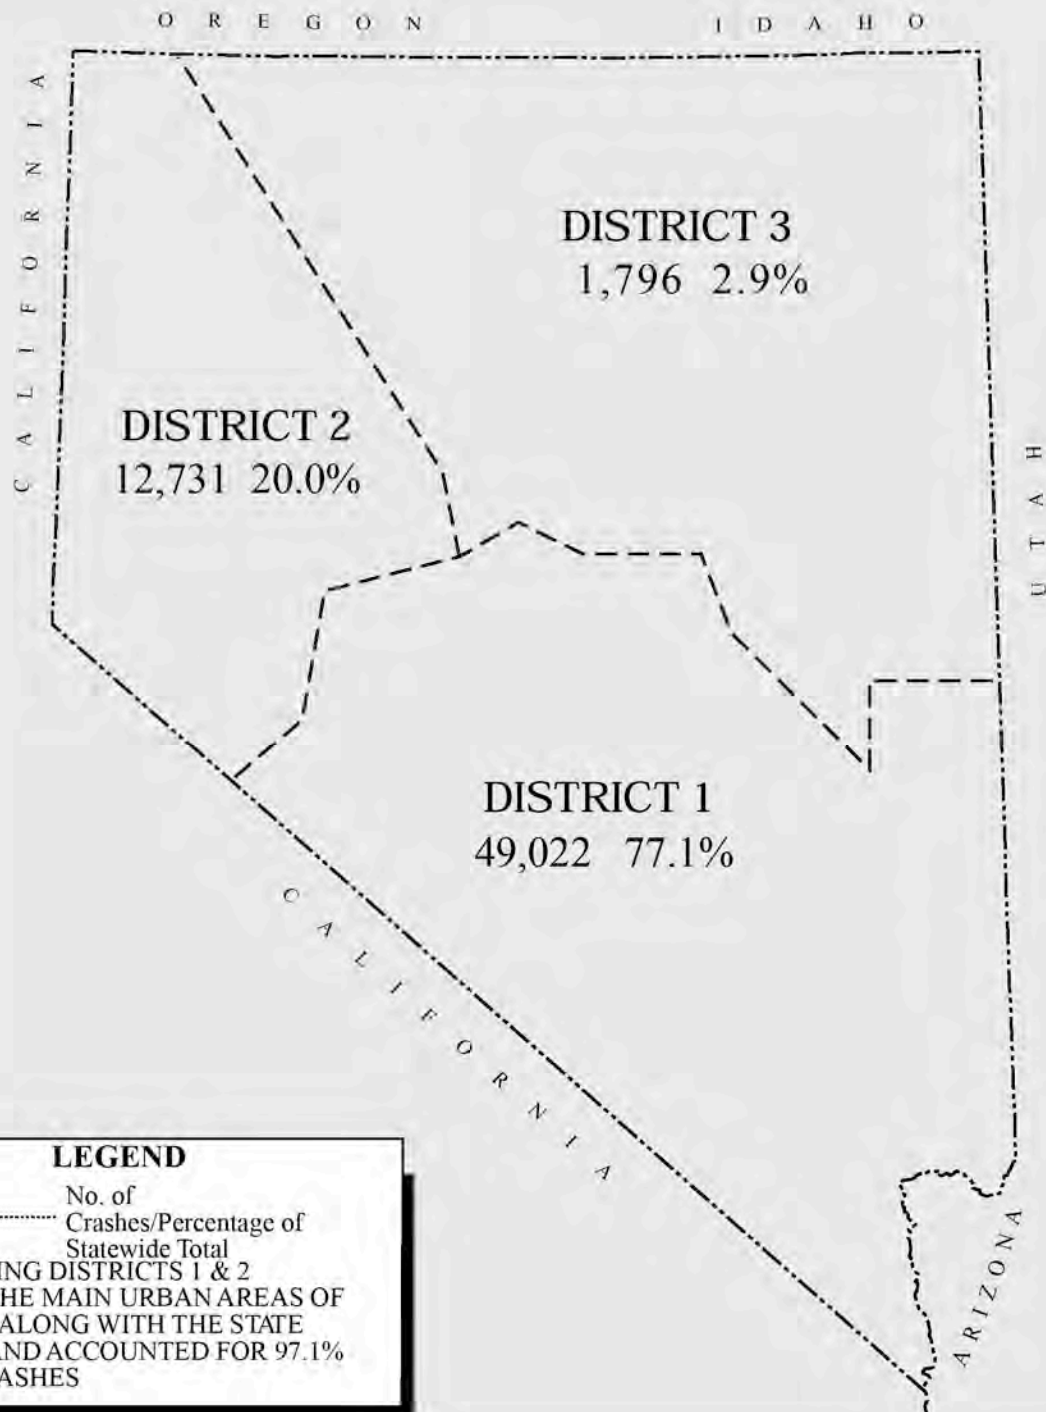 OREGON IDAHO
CALIFORNIA
DISTRICT 3
1,796 2.9%
DISTRICT 2
12,731 20.0%
UTAH
DISTRICT 1
49,022 77.1%
CALIFORNIA
ARIZONA
LEGEND
No. of
Crashes/Percentage of
Statewide Total
ING DISTRICTS 1 & 2
HE MAIN URBAN AREAS OF
ALONG WITH THE STATE
AND ACCOUNTED FOR 97.1%
ASHES